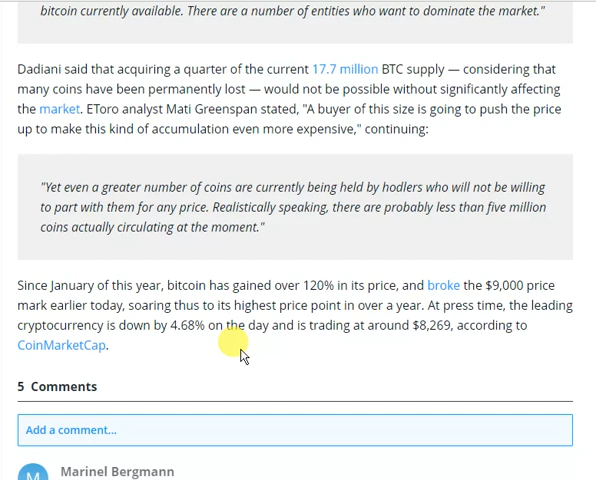 bitcoin currently available. There are a number of entities who want to dominate the market."
Dadiani said that acquiring a quarter of the current 17.7 million BTC supply — considering that
many coins have been permanently lost — would not be possible without significantly affecting
the market. EToro analyst Mati Greenspan stated, "A buyer of this size is going to push the price
up to make this kind of accumulation even more expensive," continuing:
"Yet even a greater number of coins are currently being held by hodlers who will not be willing
to part with them for any price. Realistically speaking, there are probably less than five million
coins actually circulating at the moment."
Since January of this year, bitcoin has gained over 120% in its price, and broke the $9,000 price
mark earlier today, soaring thus to its highest price point in over a year. At press time, the leading
cryptocurrency is down by 4.68% on the day and is trading at around $8,269, according to
CoinMarketCap.
5 Comments
Add a comment...
M
Marinel Bergmann